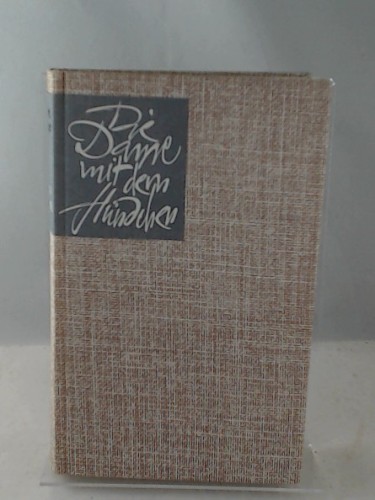 Die
Dame
mit dem
Hündchen